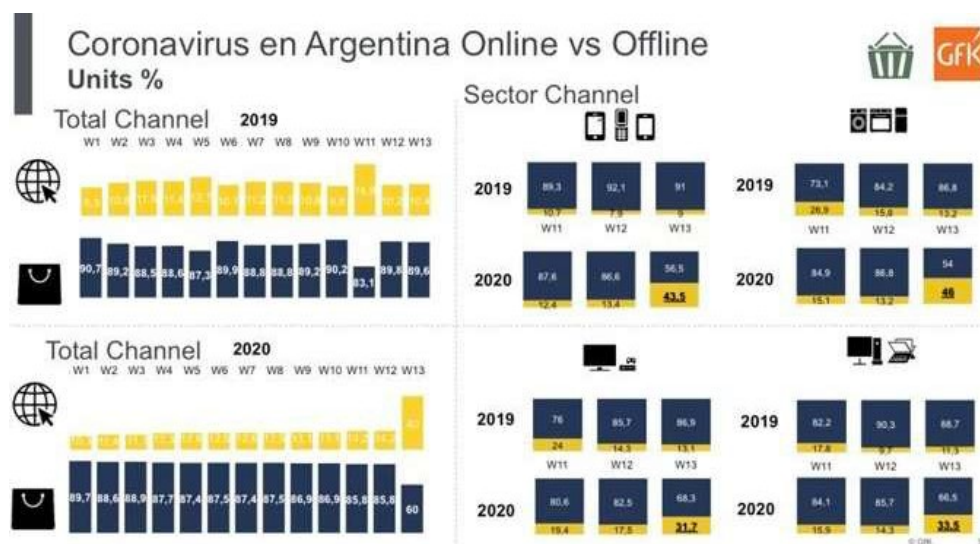 Coronavirus en Argentina Online vs Offline
Units %
GFK
Total Channel 2019
W1 W2 W3 W4 W5 W6 W7 W8 W9 W10 W11 W12 W13
90,7 89,2 88,5 88,6 87,3 89,9 88,8 88,8 89,2 90,2 83,1 89,8 89,6
Total Channel 2020
W1 W2 W3 W4 W5 W6 W7 W8 W9 W10 W11 W12 W13
40
89,7 88,6 88,9 87,7 87,4 87,5 87,4 87,5 86,9 86,9 85,8 85,8 60
Sector Channel
2019
89,3 92,1 91
10,7 7,9 9
W11 W12 W13
2020
87,6 86,6 56,5
12,4 13,4 43,5
2019
73,1 84,2 86,8
26,9 15,8 13,2
W11 W12 W13
2020
84,9 86,8 54
15,1 13,2 46
2019
76 85,7 86,9
24 14,3 13,1
W11 W12 W13
2020
80,6 82,5 68,3
19,4 17,5 31,7
2019
82,2 90,3 88,7
17,8 9,7 11,3
W11 W12 W13
2020
84,1 85,7 66,5
15,9 14,3 33,5
© GfK